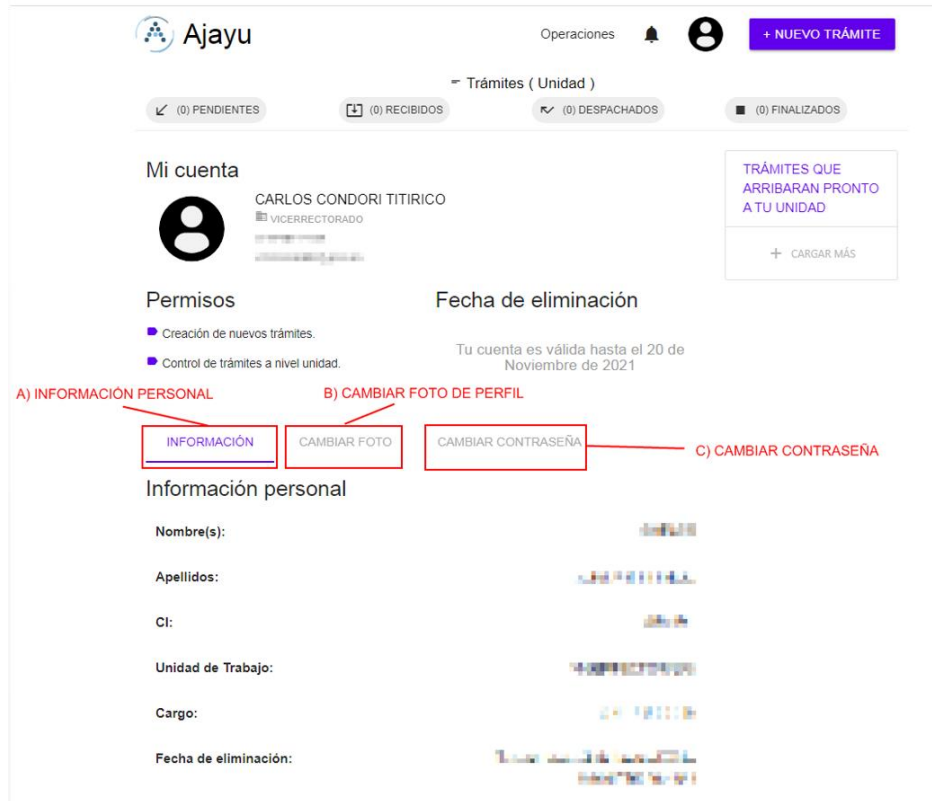 Ajayu
Operaciones
+ NUEVO TRÁMITE
Trámites ( Unidad )
(0) PENDIENTES
(0) RECIBIDOS
(0) DESPACHADOS
(0) FINALIZADOS
Mi cuenta
CARLOS CONDORI TITIRICO
VICERRECTORADO
TRÁMITES QUE
ARRIBARAN PRONTO
A TU UNIDAD
+ CARGAR MÁS
Permisos
Creación de nuevos trámites.
Control de trámites a nivel unidad.
Fecha de eliminación
Tu cuenta es válida hasta el 20 de
Noviembre de 2021
A) INFORMACIÓN PERSONAL
B) CAMBIAR FOTO DE PERFIL
INFORMACIÓN
CAMBIAR FOTO
CAMBIAR CONTRASEÑA
C) CAMBIAR CONTRASEÑA
Información personal
Nombre(s):
Apellidos:
CI:
Unidad de Trabajo:
Cargo:
Fecha de eliminación: